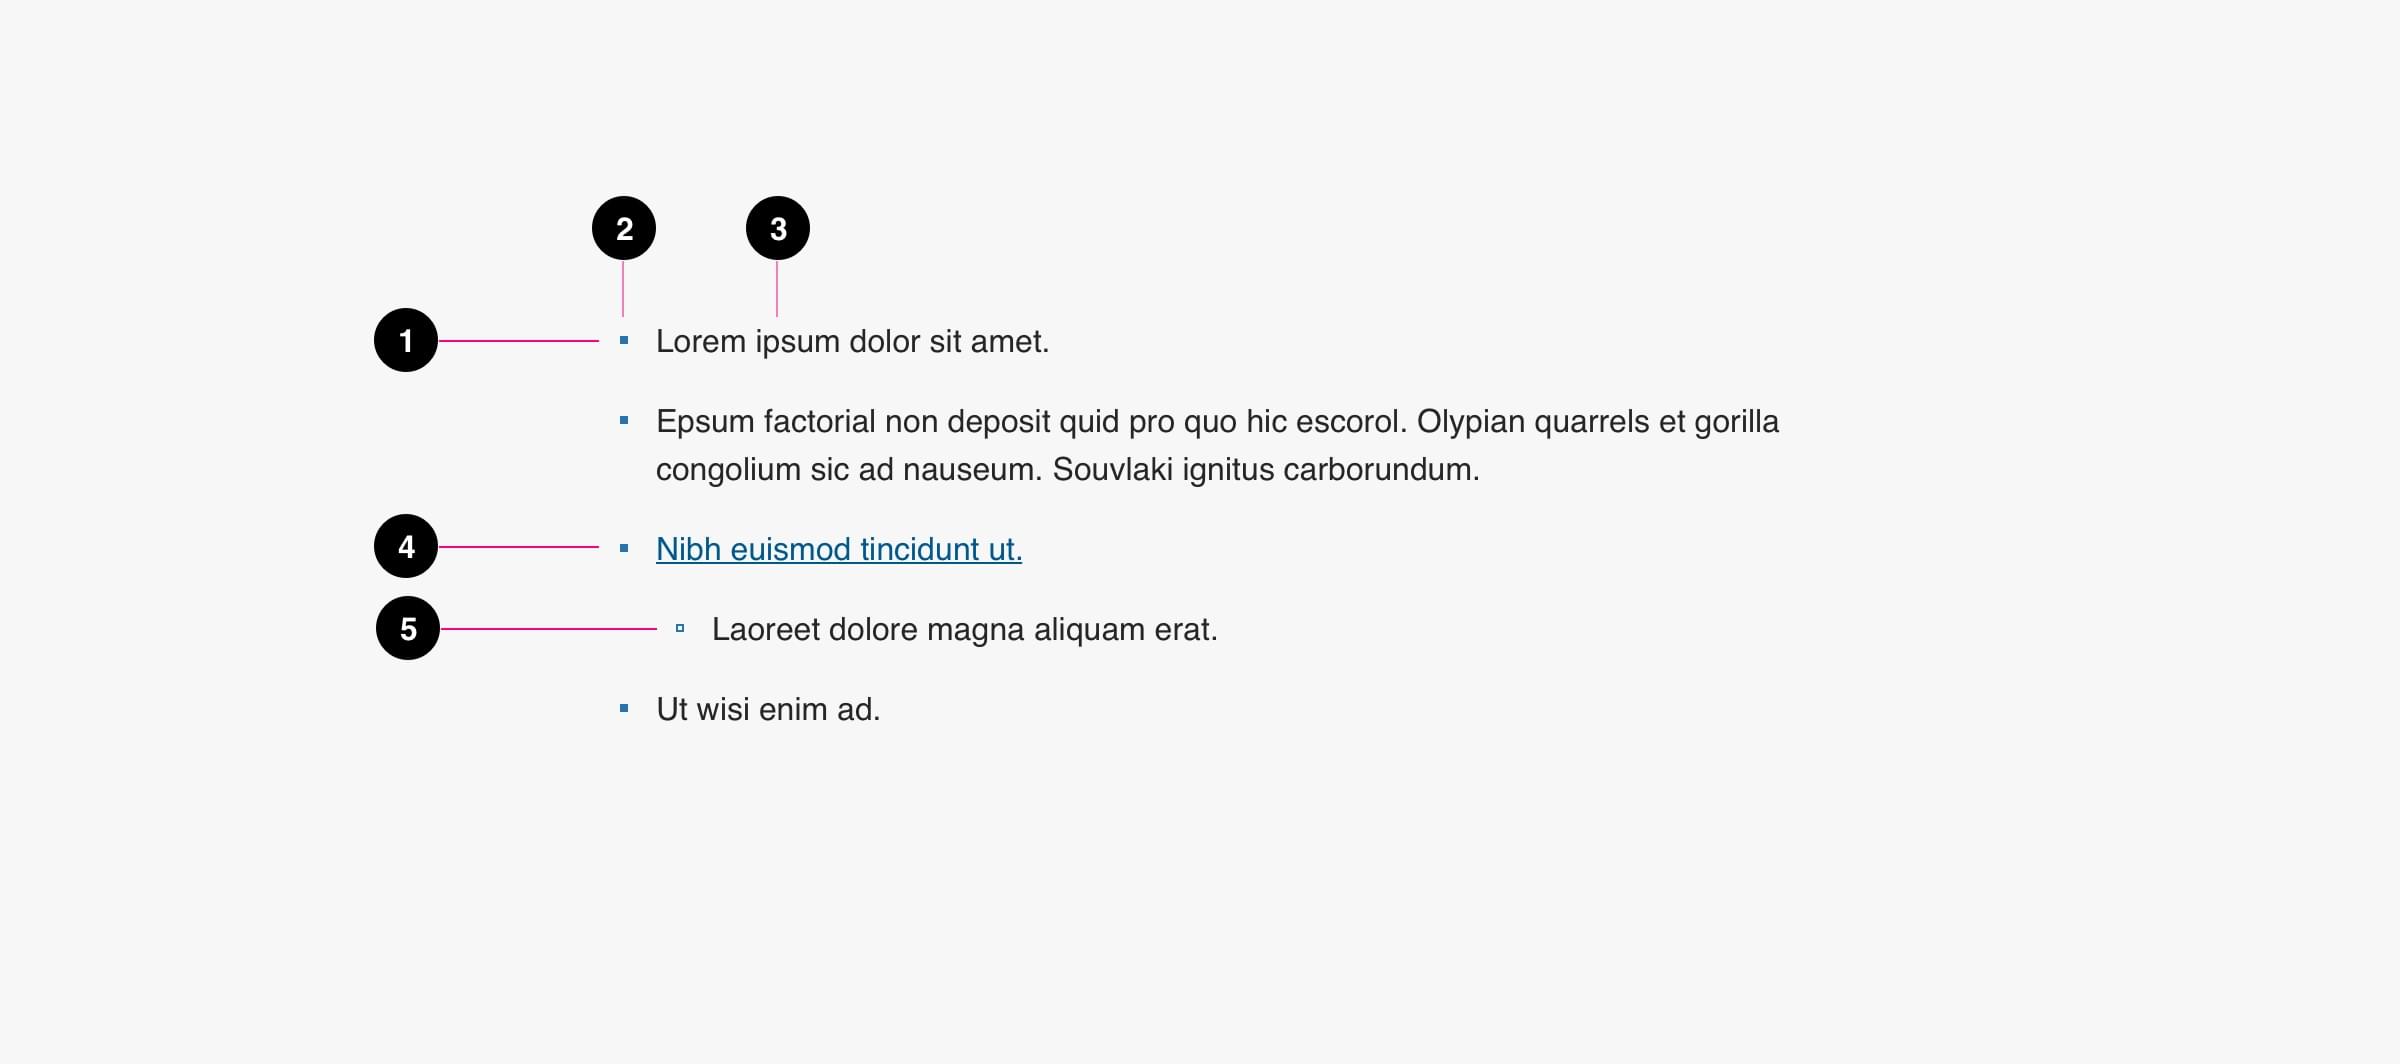 2 3
1 Lorem ipsum dolor sit amet.
Epsum factorial non deposit quid pro quo hic escorol. Olypian quarrels et gorilla
congolium sic ad nauseum. Souvlaki ignitus carborundum.
4 Nibh euismod tincidunt ut.
5 Laoreet dolore magna aliquam erat.
Ut wisi enim ad.